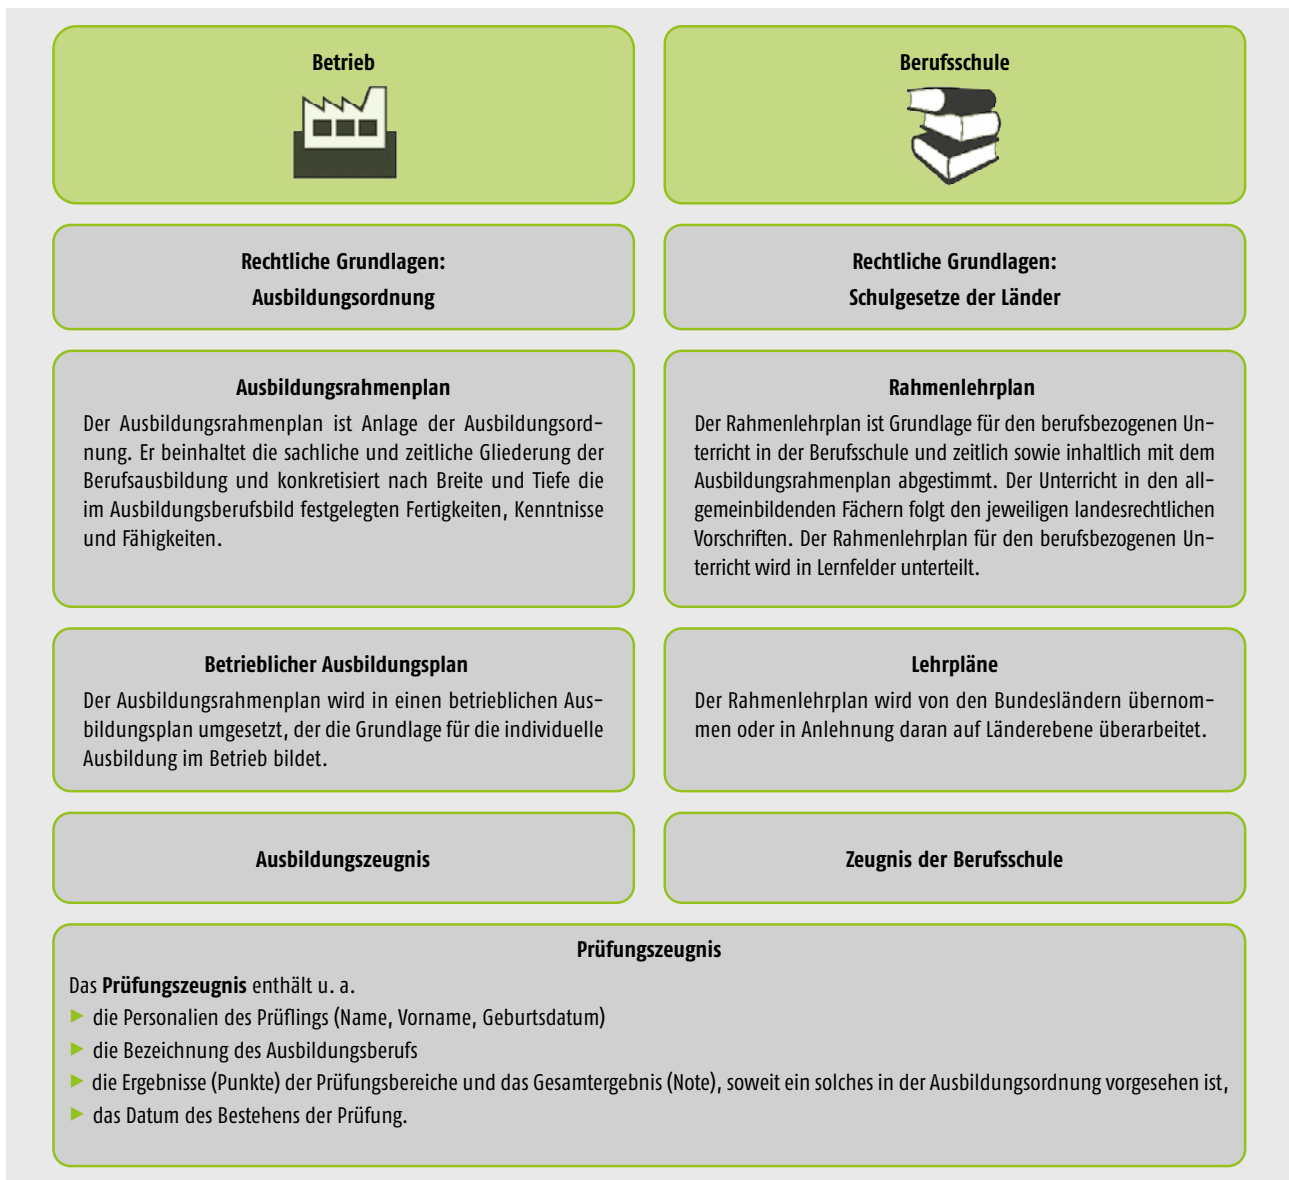 Betrieb
Berufsschule
Rechtliche Grundlagen:
Ausbildungsordnung
Rechtliche Grundlagen:
Schulgesetze der Länder
Ausbildungsrahmenplan
Der Ausbildungsrahmenplan ist Anlage der Ausbildungsord-
nung. Er beinhaltet die sachliche und zeitliche Gliederung der
Berufsausbildung und konkretisiert nach Breite und Tiefe die
im Ausbildungsberufsbild festgelegten Fertigkeiten, Kenntnisse
und Fähigkeiten.
Rahmenlehrplan
Der Rahmenlehrplan ist Grundlage für den berufsbezogenen Un-
terricht in der Berufsschule und zeitlich sowie inhaltlich mit dem
Ausbildungsrahmenplan abgestimmt. Der Unterricht in den all-
gemeinbildenden Fächern folgt den jeweiligen landesrechtlichen
Vorschriften. Der Rahmenlehrplan für den berufsbezogenen Un-
terricht wird in Lernfelder unterteilt.
Betrieblicher Ausbildungsplan
Der Ausbildungsrahmenplan wird in einen betrieblichen Aus-
bildungsplan umgesetzt, der die Grundlage für die individuelle
Ausbildung im Betrieb bildet.
Lehrpläne
Der Rahmenlehrplan wird von den Bundesländern übernom-
men oder in Anlehnung daran auf Länderebene überarbeitet.
Ausbildungszeugnis
Zeugnis der Berufsschule
Prüfungszeugnis
Das Prüfungszeugnis enthält u. a.
▶ die Personalien des Prüflings (Name, Vorname, Geburtsdatum)
▶ die Bezeichnung des Ausbildungsberufs
▶ die Ergebnisse (Punkte) der Prüfungsbereiche und das Gesamtergebnis (Note), soweit ein solches in der Ausbildungsordnung vorgesehen ist,
▶ das Datum des Bestehens der Prüfung.